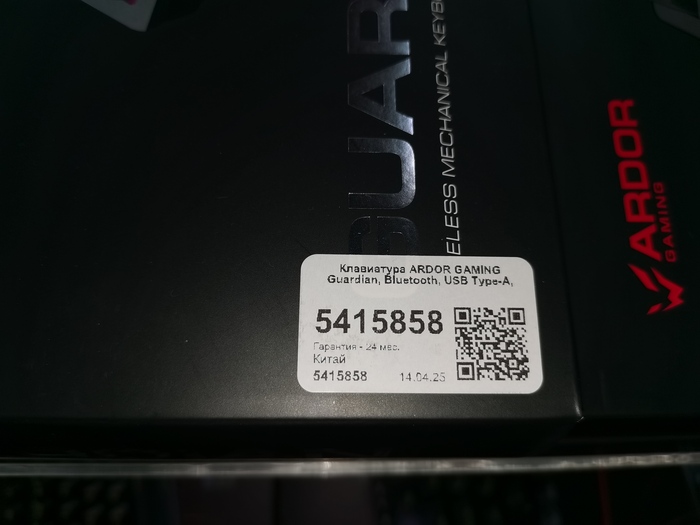 GUAR
ELESS MECHANICAL KEYB
ARDOR
GAMING
Клавиатура ARDOR GAMING
Guardian, Bluetooth, USB Type-A,
5415858
Гарантия - 24 мес.
Китай
5415858 14.04.25